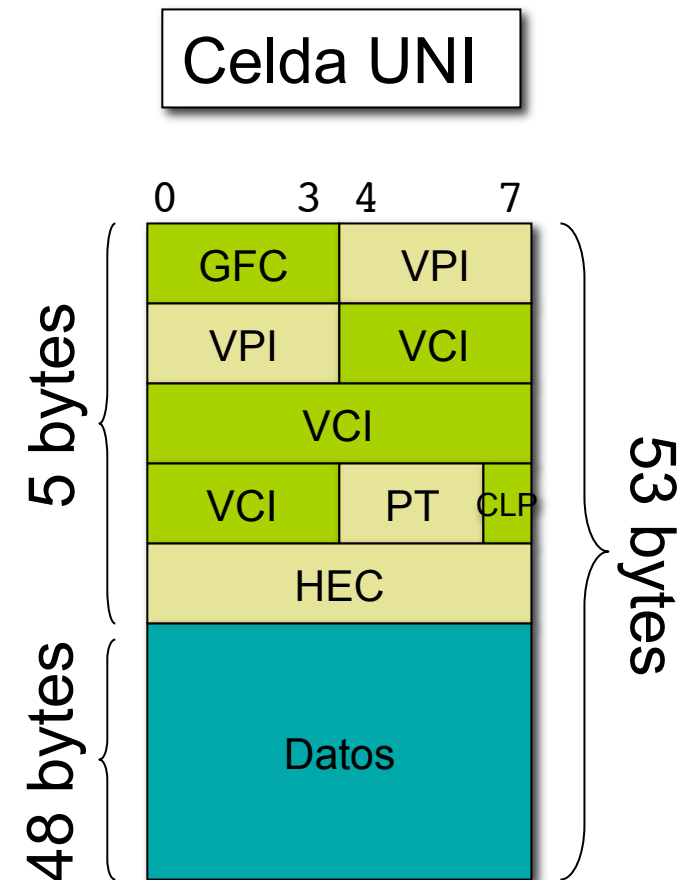 Celda UNI
0 3 4 7
GFC VPI
VPI VCI
VCI
VCI PT CLP
HEC
Datos
5 bytes
48 bytes
53 bytes